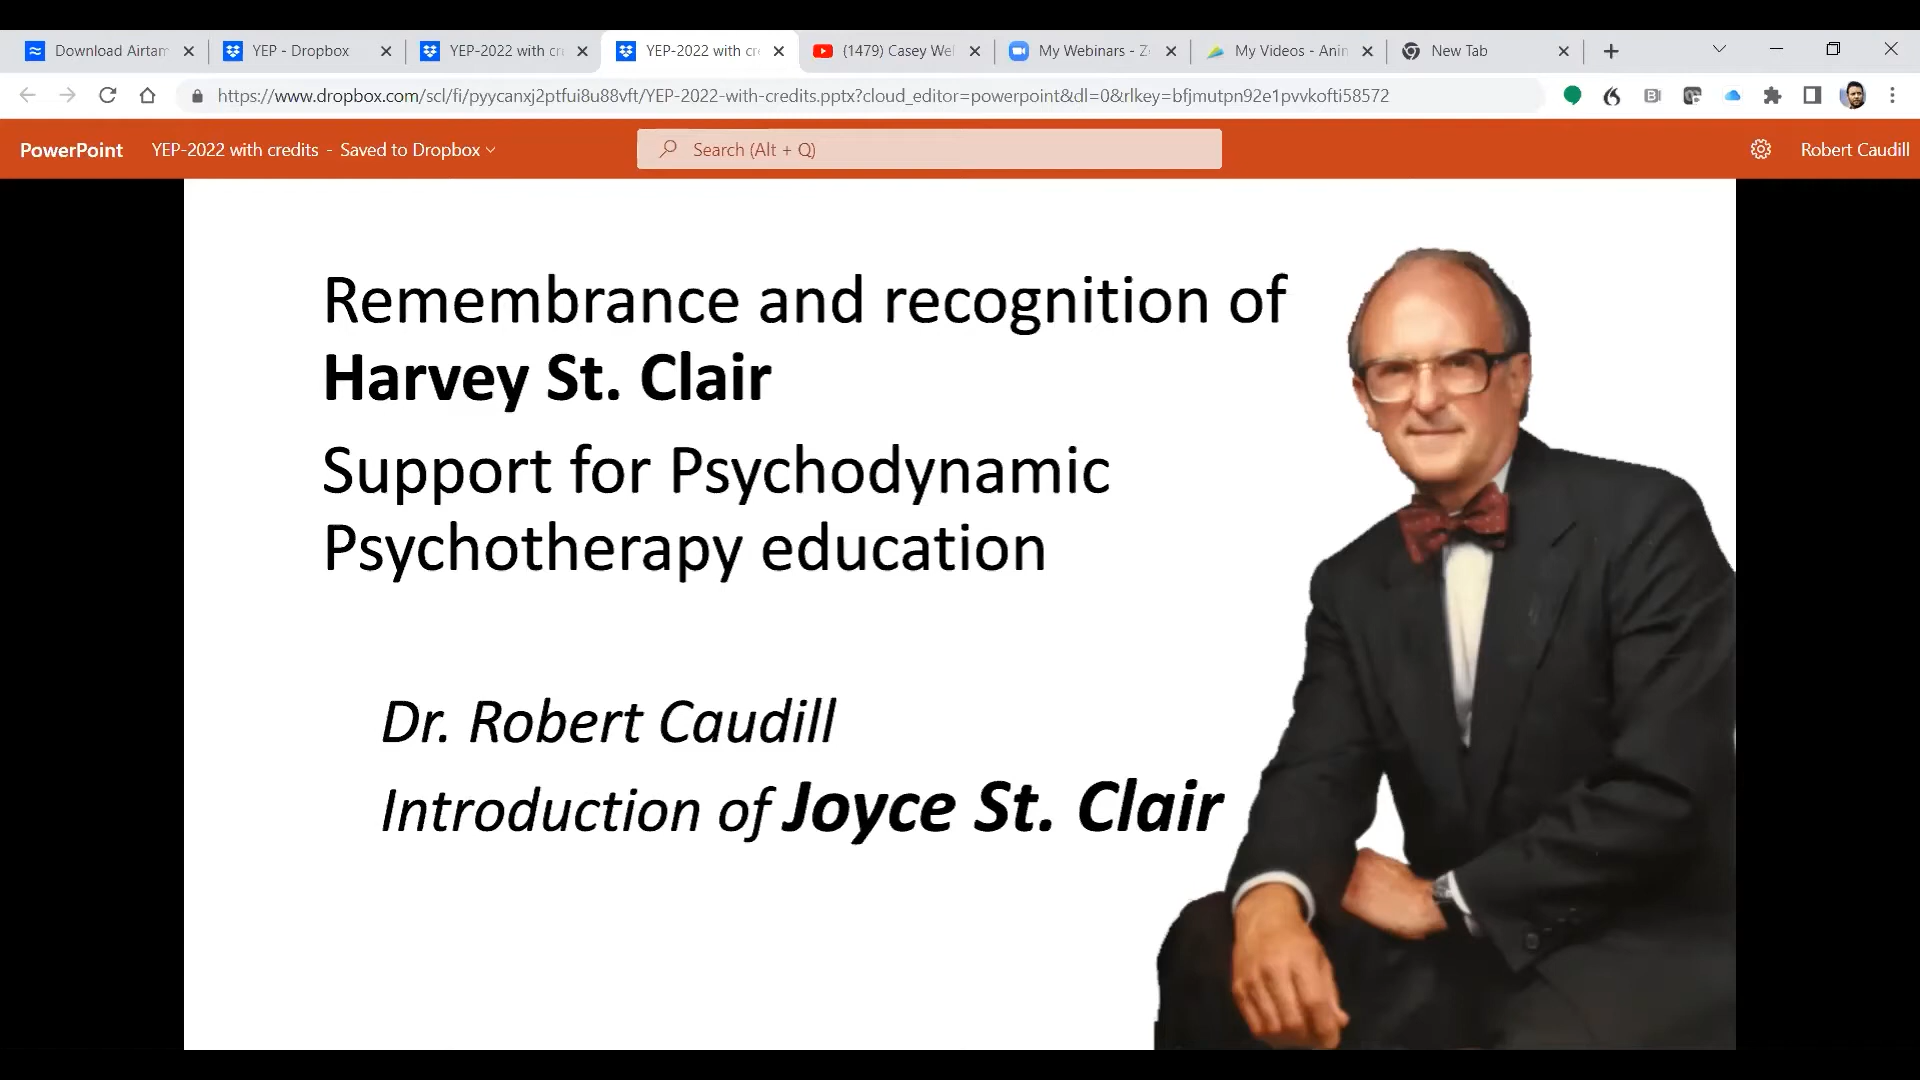 Download Airtam
YEP - Dropbox
YEP-2022 with cre
YEP-2022 with cre
(1479) Casey Wel
My Webinars - Z
My Videos - Anim
New Tab
https://www.dropbox.com/scl/fi/pyycanxj2ptfui8u88vft/YEP-2022-with-credits.pptx?cloud_editor=powerpoint&dl=0&rlkey=bfjmutpn92e1pvvkofti58572
PowerPoint YEP-2022 with credits - Saved to Dropbox
Search (Alt + Q)
Robert Caudill
Remembrance and recognition of
Harvey St. Clair
Support for Psychodynamic
Psychotherapy education
Dr. Robert Caudill
Introduction of Joyce St. Clair